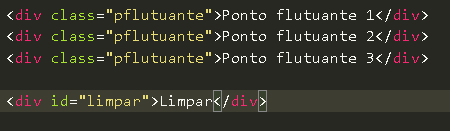 <div class="pflutuante">Ponto flutuante 1</div>
<div class="pflutuante">Ponto flutuante 2</div>
<div class="pflutuante">Ponto flutuante 3</div>
<div id="limpar">Limpar</div>